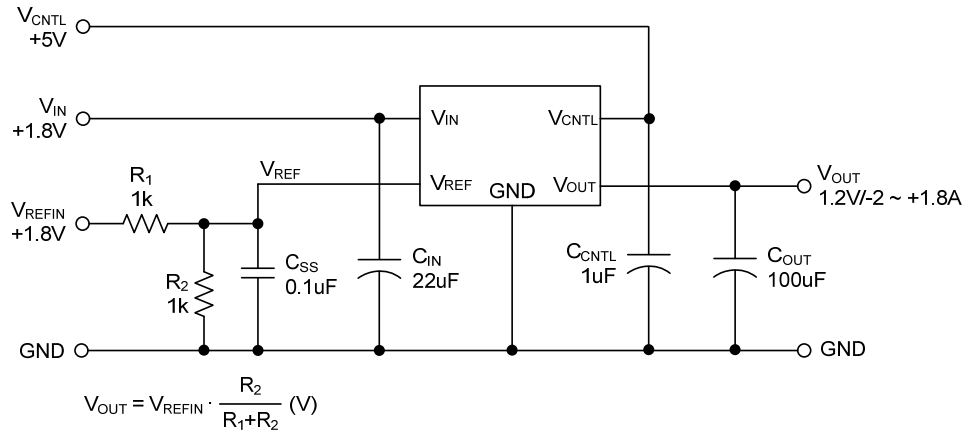 VCNTL
+5V
VIN
+1.8V
VIN
VCNTL
VREF
VREF
GND
VOUT
VOUT
1.2V/-2 ~ +1.8A
R1
1k
VREFIN
+1.8V
R2
1k
CSS
0.1uF
CIN
22uF
CCNTL
1uF
COUT
100uF
GND
GND
VOUT = VREFIN · R2 / R1+R2 (V)